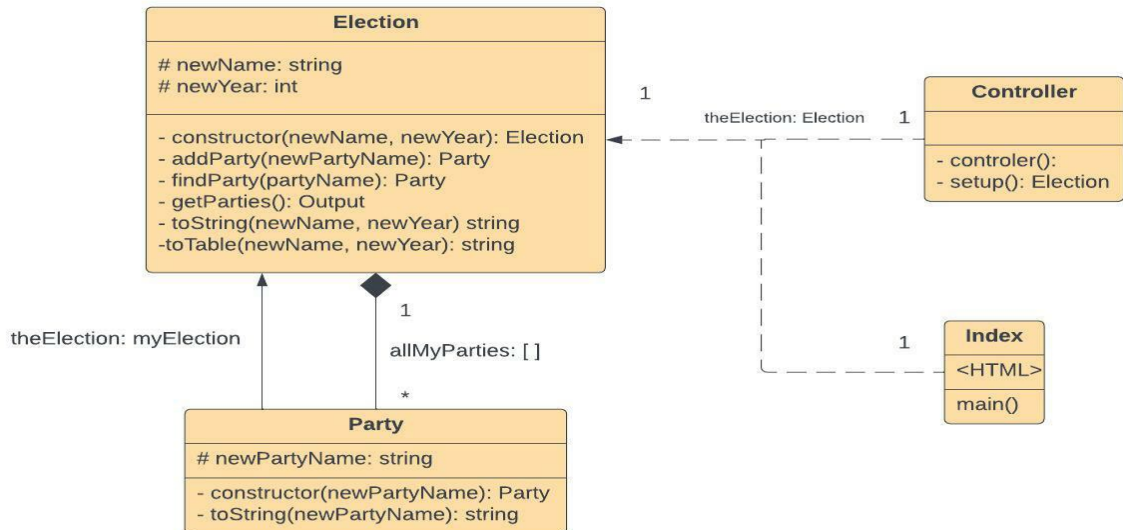 Election
# newName: string
# newYear: int
- constructor(newName, newYear): Election
- addParty(newPartyName): Party
- findParty(partyName): Party
- getParties(): Output
- toString(newName, newYear) string
-toTable(newName, newYear): string
1
theElection: Election
1
Controller
- controler():
- setup(): Election
theElection: myElection
1
allMyParties: [ ]
*
1
Index
<HTML>
main()
Party
# newPartyName: string
- constructor(newPartyName): Party
- toString(newPartyName): string